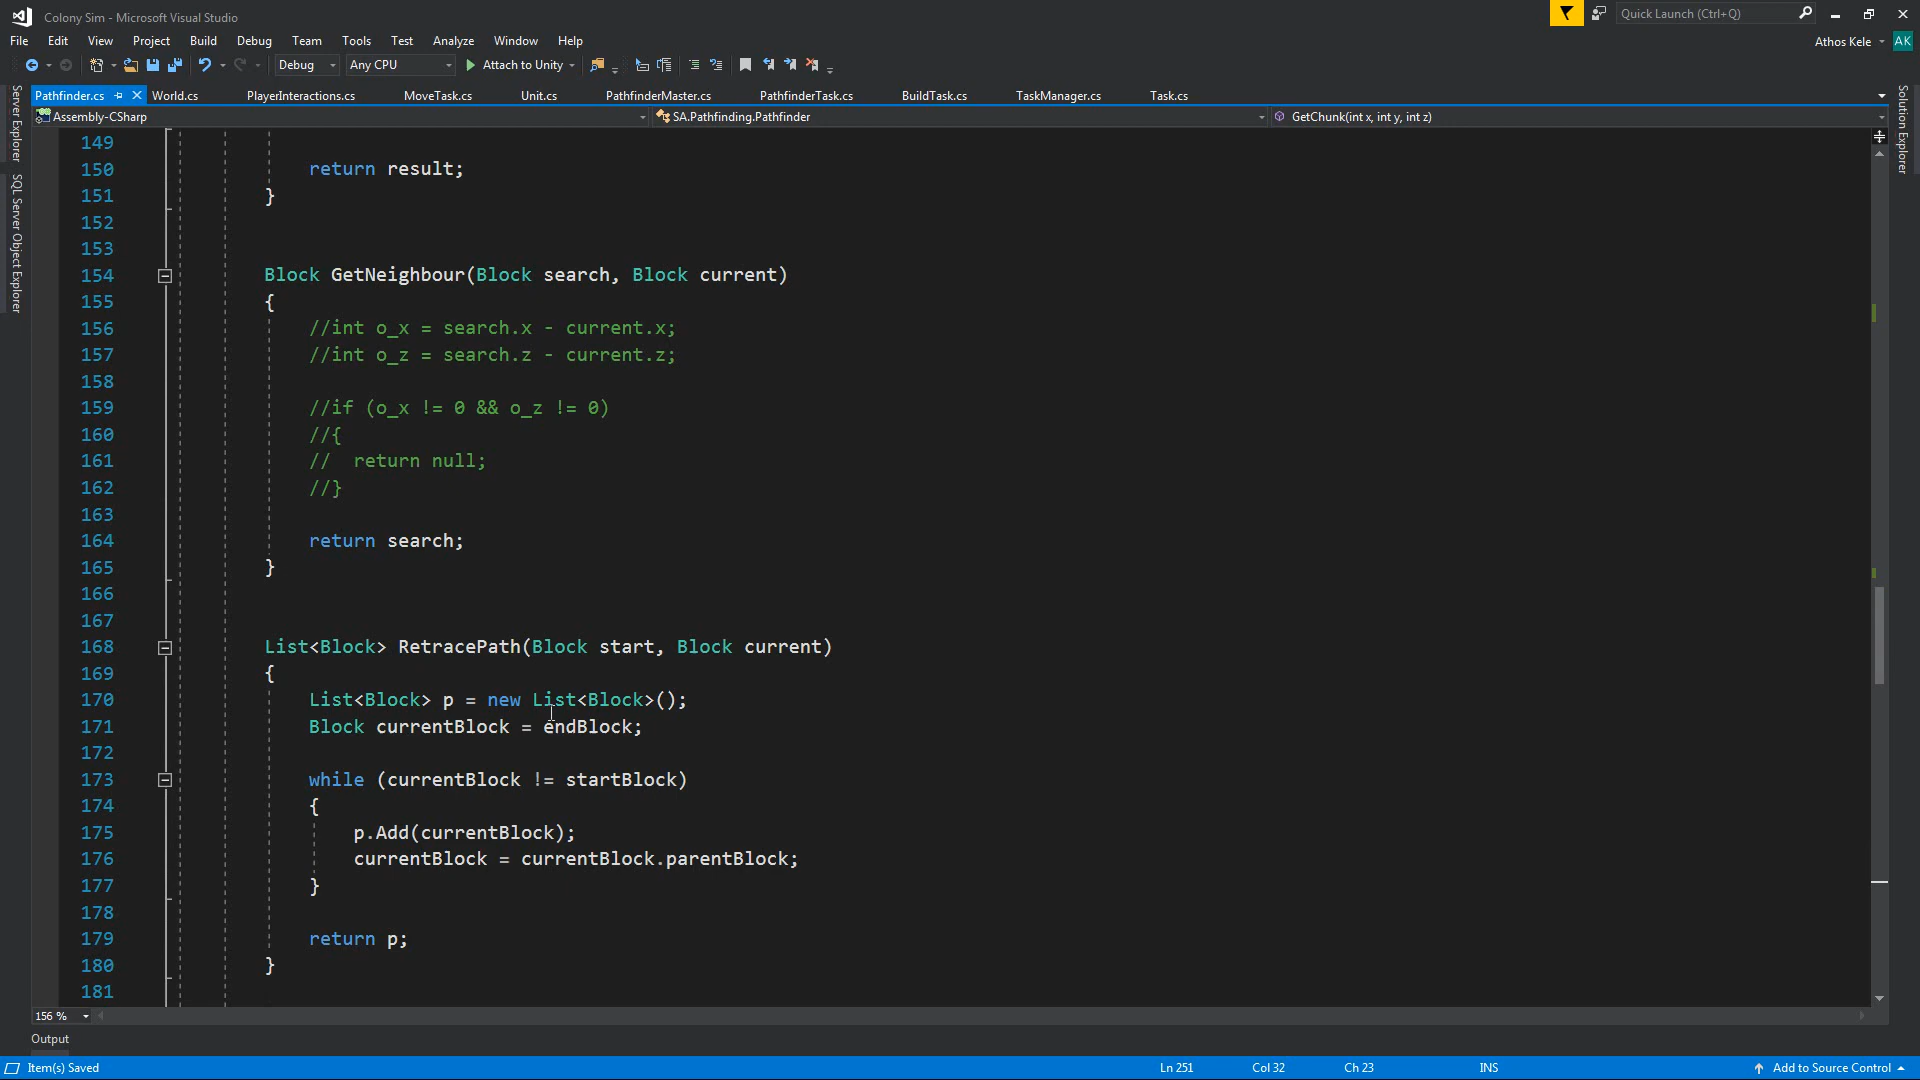 Colony Sim - Microsoft Visual Studio
Quick Launch (Ctrl+Q)
File Edit View Project Build Debug Team Tools Test Analyze Window Help
Athos Kele AK
Debug Any CPU Attach to Unity
Pathfinder.cs World.cs PlayerInteractions.cs MoveTask.cs Unit.cs PathfinderMaster.cs PathfinderTask.cs BuildTask.cs TaskManager.cs Task.cs
Assembly-CSharp SA.Pathfinding.Pathfinder GetChunk(int x, int y, int z)
Server Explorer
SQL Server Object Explorer
Solution Explorer
149
150 return result;
151 }
152
153
154 Block GetNeighbour(Block search, Block current)
155 {
156 //int o_x = search.x - current.x;
157 //int o_z = search.z - current.z;
158
159 //if (o_x != 0 && o_z != 0)
160 //{
161 // return null;
162 //}
163
164 return search;
165 }
166
167
168 List<Block> RetracePath(Block start, Block current)
169 {
170 List<Block> p = new List<Block>();
171 Block currentBlock = endBlock;
172
173 while (currentBlock != startBlock)
174 {
175 p.Add(currentBlock);
176 currentBlock = currentBlock.parentBlock;
177 }
178
179 return p;
180 }
181
156 %
Output
Item(s) Saved Ln 251 Col 32 Ch 23 INS Add to Source Control